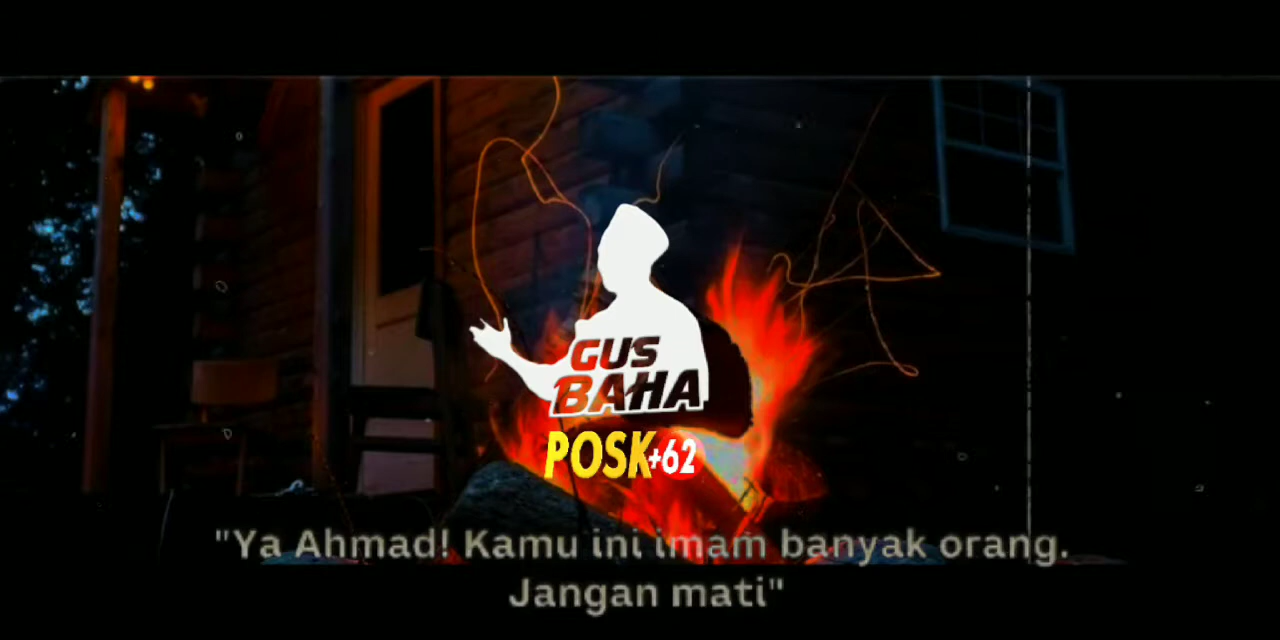 GUS
BAHA
POSK+62
"Ya Ahmad! Kamu ini imam banyak orang.
Jangan mati"